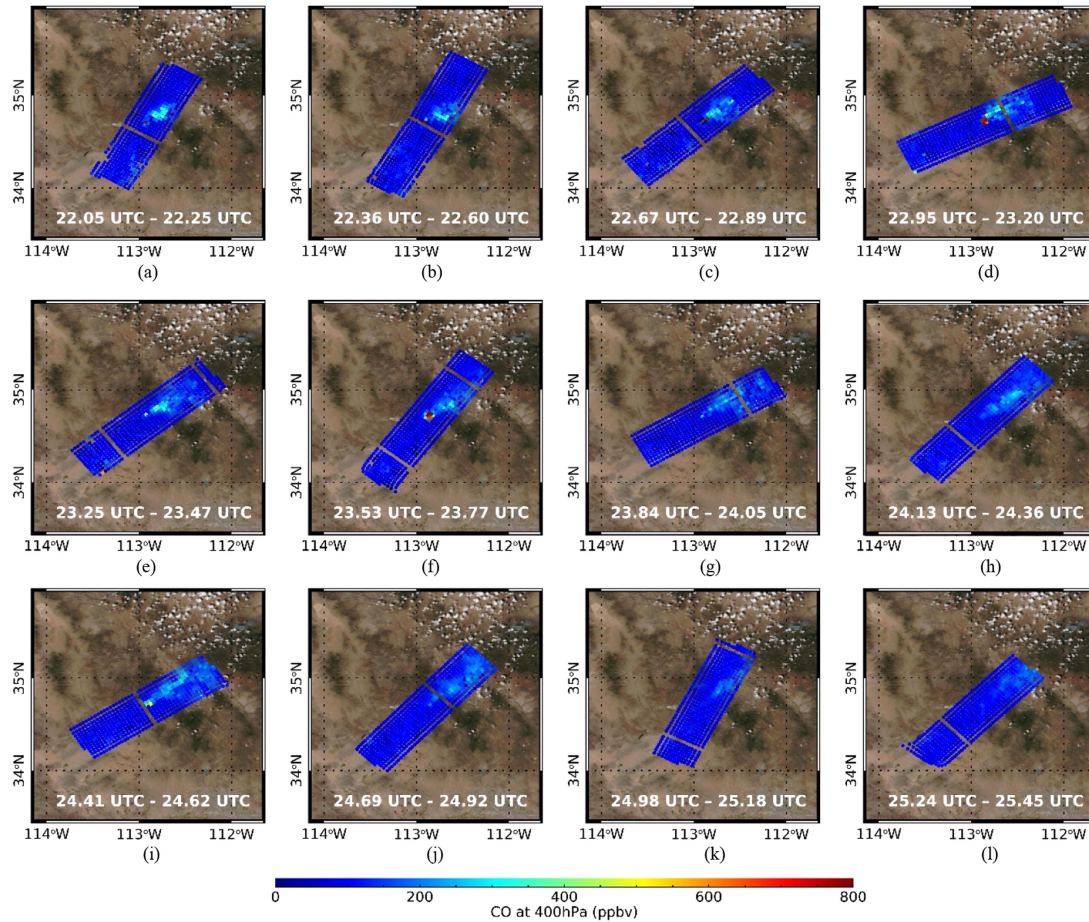 35°N
34°N
22.05 UTC – 22.25 UTC
114°W 113°W 112°W
(a)
35°N
34°N
22.36 UTC – 22.60 UTC
114°W 113°W 112°W
(b)
35°N
34°N
22.67 UTC – 22.89 UTC
114°W 113°W 112°W
(c)
35°N
34°N
22.95 UTC – 23.20 UTC
114°W 113°W 112°W
(d)
35°N
34°N
23.25 UTC – 23.47 UTC
114°W 113°W 112°W
(e)
35°N
34°N
23.53 UTC – 23.77 UTC
114°W 113°W 112°W
(f)
35°N
34°N
23.84 UTC – 24.05 UTC
114°W 113°W 112°W
(g)
35°N
34°N
24.13 UTC – 24.36 UTC
114°W 113°W 112°W
(h)
35°N
34°N
24.41 UTC – 24.62 UTC
114°W 113°W 112°W
(i)
35°N
34°N
24.69 UTC – 24.92 UTC
114°W 113°W 112°W
(j)
35°N
34°N
24.98 UTC – 25.18 UTC
114°W 113°W 112°W
(k)
35°N
34°N
25.24 UTC – 25.45 UTC
114°W 113°W 112°W
(l)
0 200 400 600 800
CO at 400hPa (ppbv)